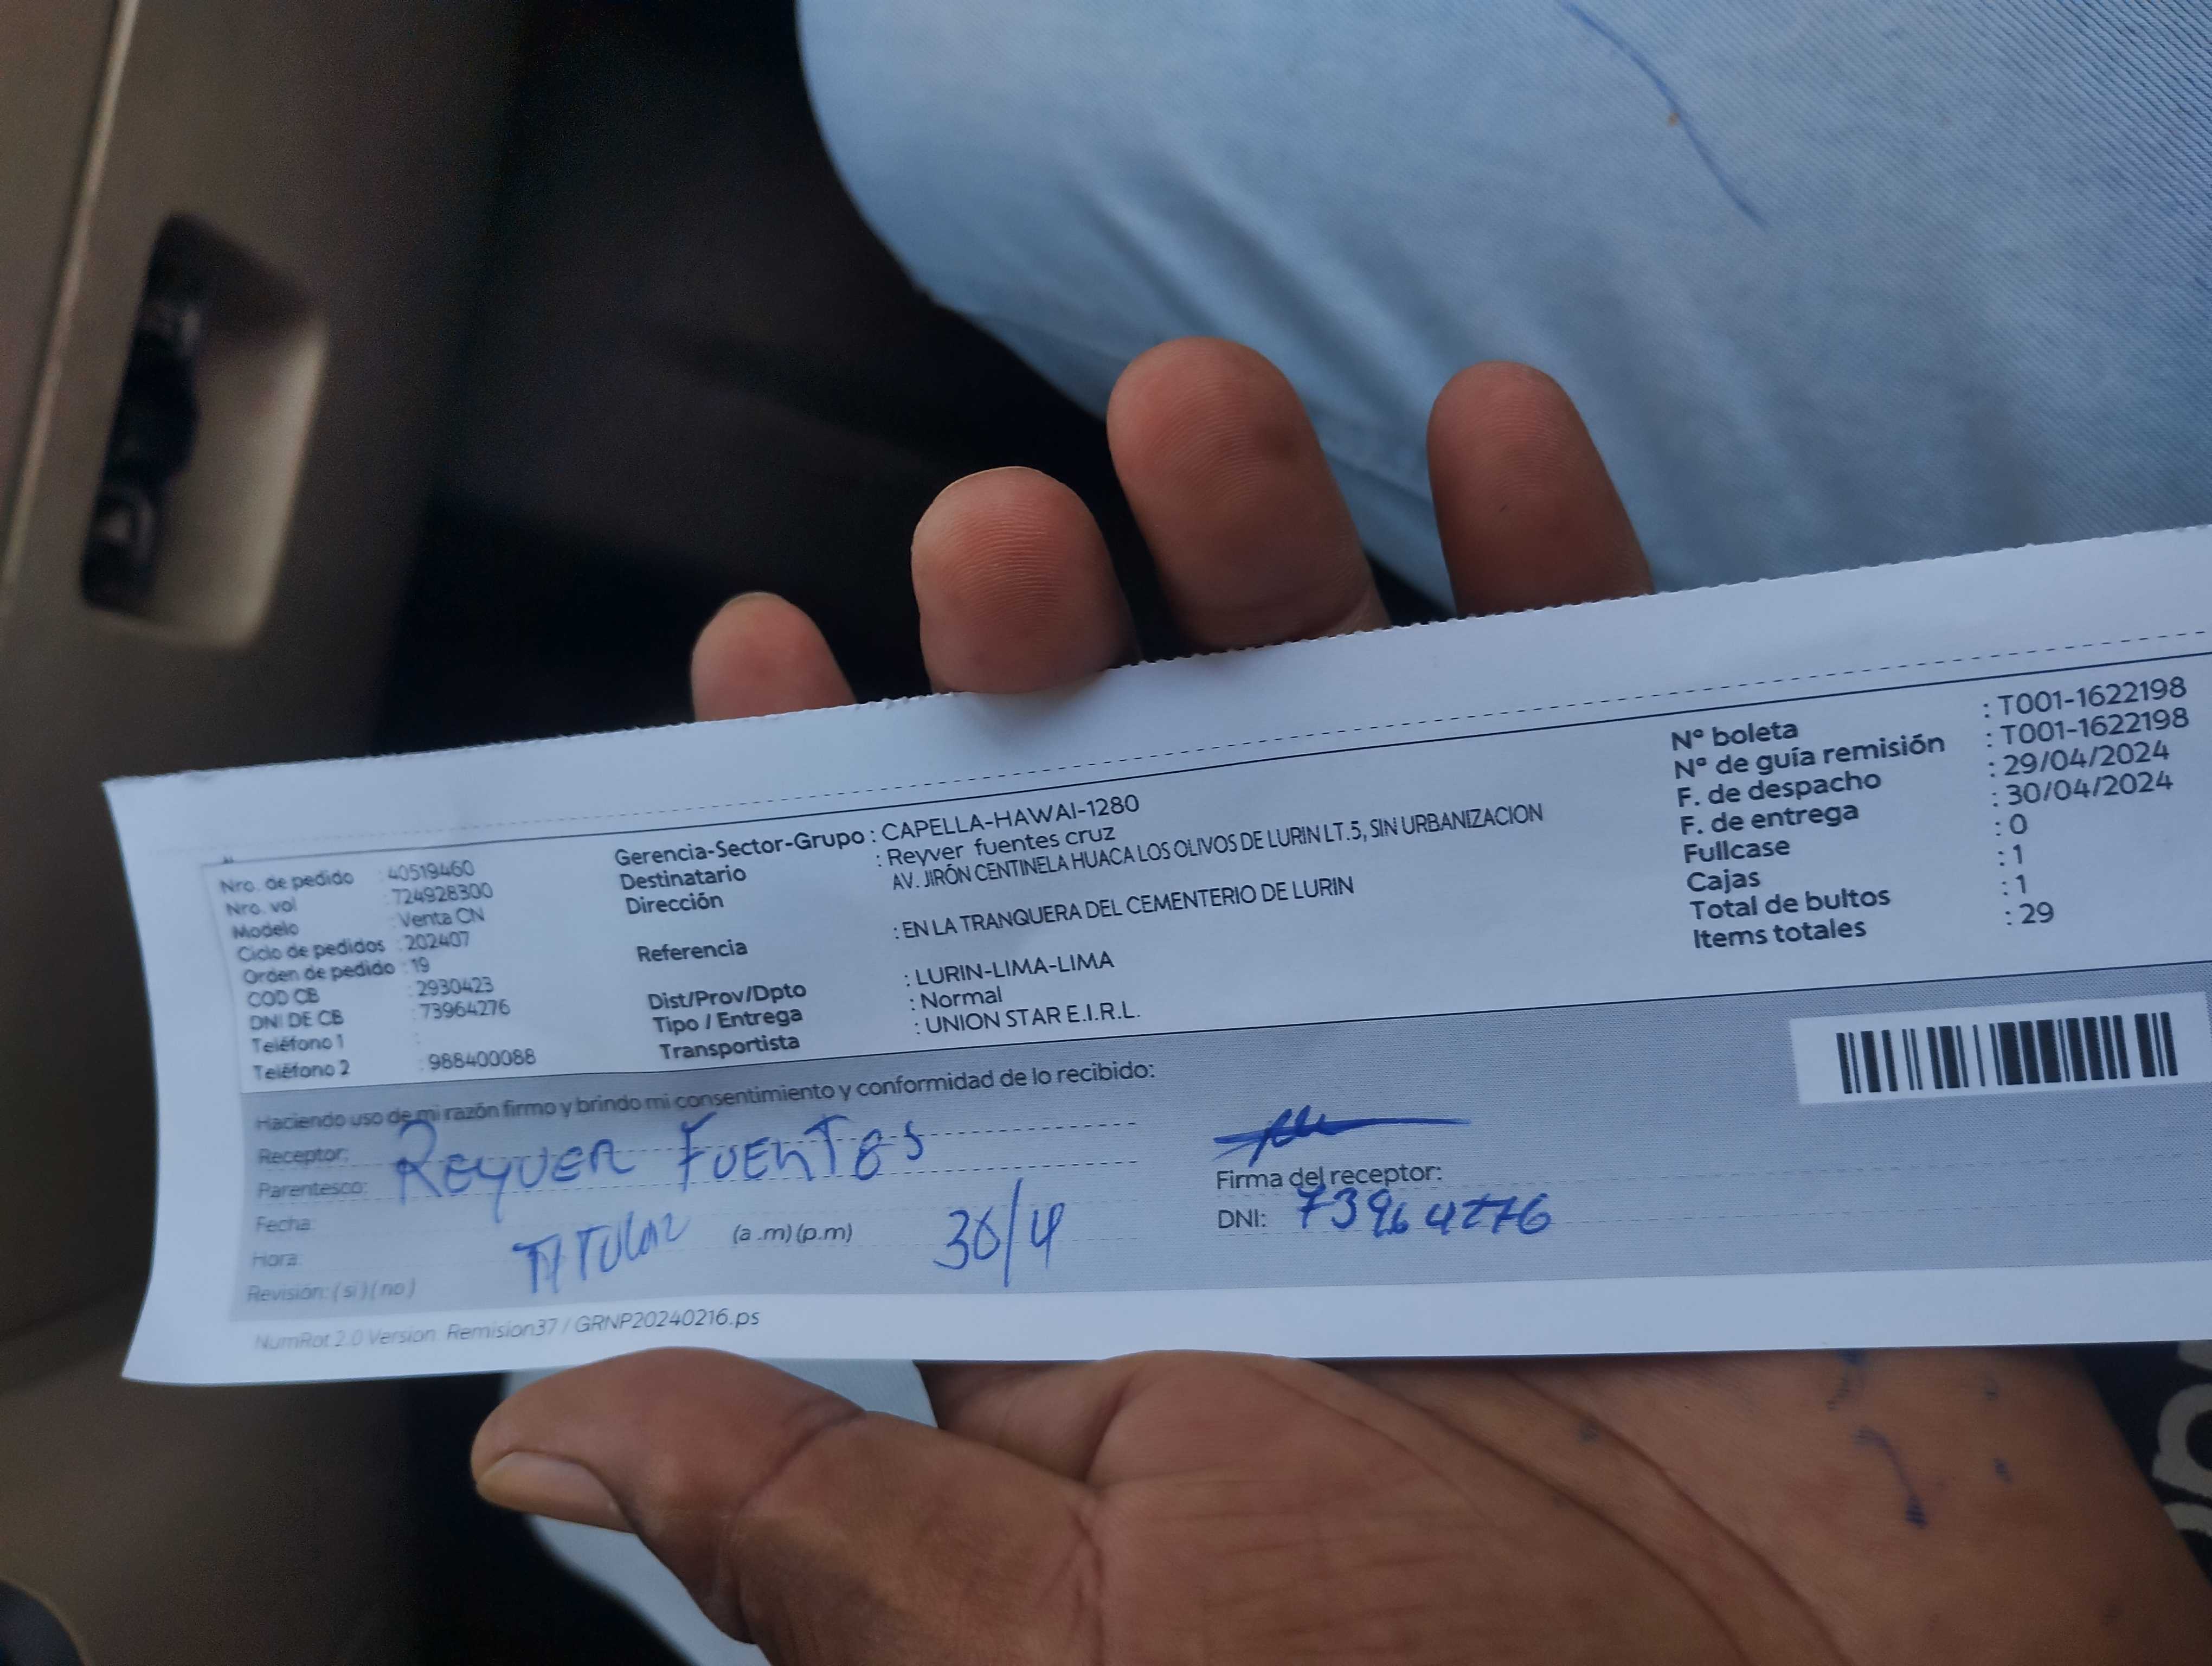 Nro. de pedido : 40519460
Nro. vol : 724928300
Modelo : Venta CN
Ciclo de pedidos : 202407
Orden de pedido : 19
COD CB : 2930423
DNI DE CB : 73964276
Teléfono 1 :
Teléfono 2 : 988400088
Gerencia-Sector-Grupo : CAPELLA-HAWAI-1280
Destinatario : Reyver fuentes cruz
Dirección AV. JIRÓN CENTINELA HUACA LOS OLIVOS DE LURIN LT.5, SIN URBANIZACION
Referencia : EN LA TRANQUERA DEL CEMENTERIO DE LURIN
Dist/Prov/Dpto : LURIN-LIMA-LIMA
Tipo / Entrega : Normal
Transportista : UNION STAR E.I.R.L.
Nº boleta : T001-1622198
Nº de guía remisión : T001-1622198
F. de despacho : 29/04/2024
F. de entrega : 30/04/2024
Fullcase : 0
Cajas : 1
Total de bultos : 1
Items totales : 29
Haciendo uso de mi razón firmo y brindo mi consentimiento y conformidad de lo recibido:
Receptor: REYVER FUENTES
Parentesco:
Fecha:
TITULAR (a .m) (p.m) 30/4
Hora:
Revisión: ( si ) ( no )
Firma del receptor:
DNI: 73964276
NumRot 2.0 Version: Remision37 / GRNP20240216.ps